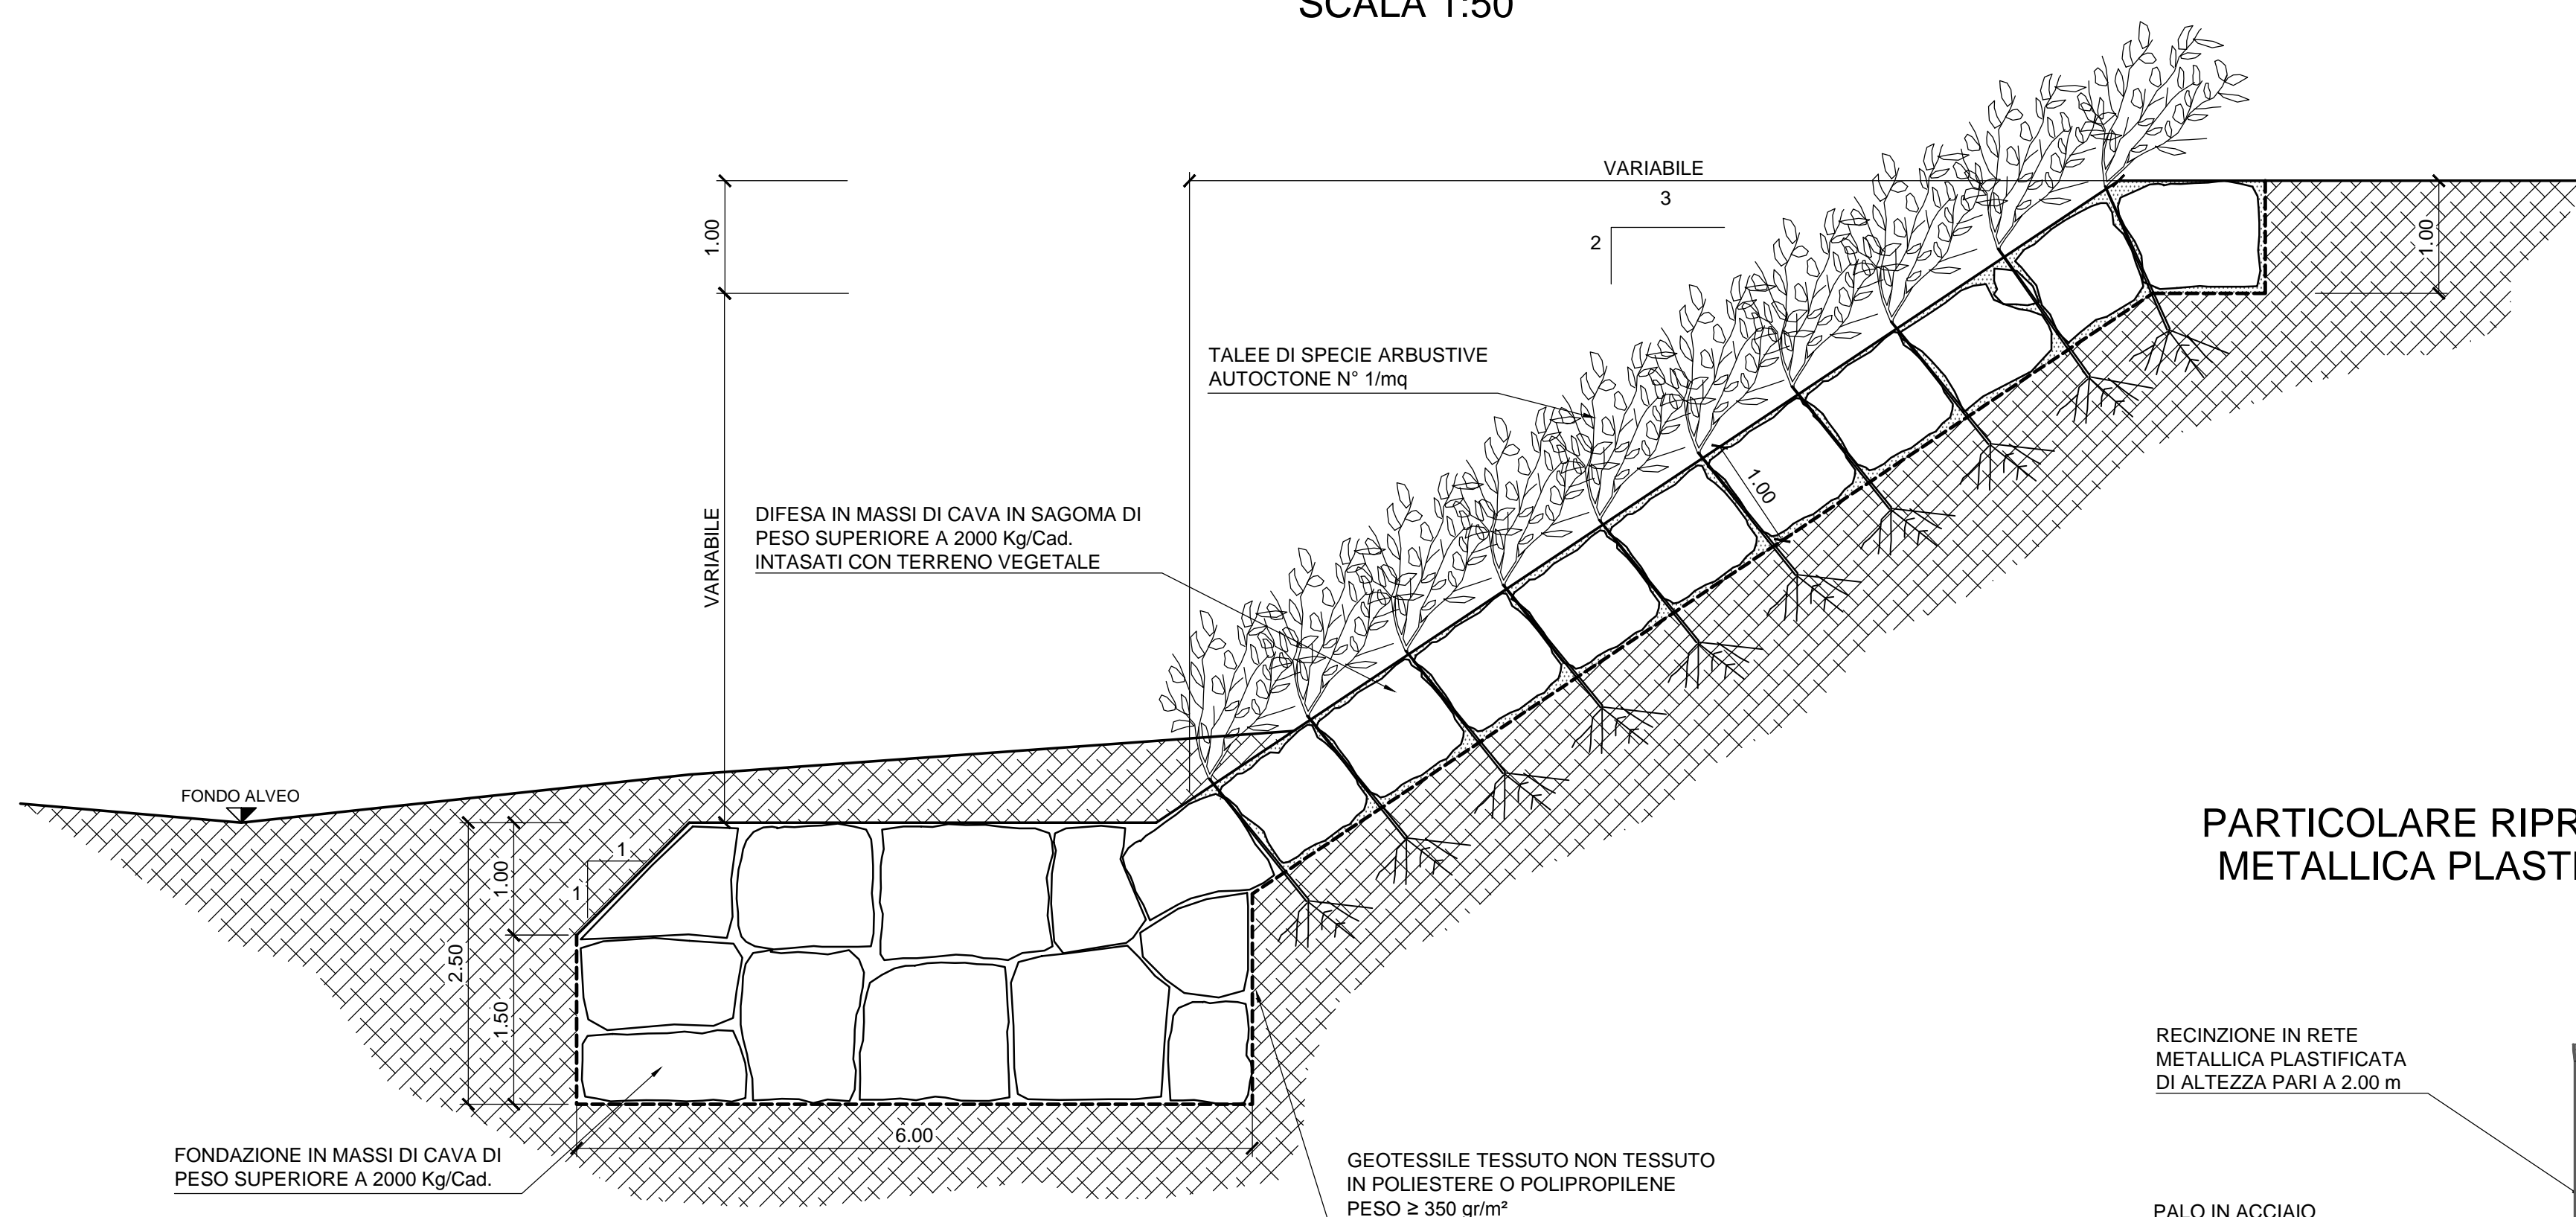 SCALA 1:50
VARIABILE
3
2
1.00
1.00
TALEE DI SPECIE ARBUSTIVE
AUTOCTONE N° 1/mq
1.00
DIFESA IN MASSI DI CAVA IN SAGOMA DI
PESO SUPERIORE A 2000 Kg/Cad.
INTASATI CON TERRENO VEGETALE
VARIABILE
FONDO ALVEO
1
1
1.00
2.50
1.50
6.00
FONDAZIONE IN MASSI DI CAVA DI
PESO SUPERIORE A 2000 Kg/Cad.
GEOTESSILE TESSUTO NON TESSUTO
IN POLIESTERE O POLIPROPILENE
PESO ≥ 350 gr/m²
PARTICOLARE RIPR
METALLICA PLASTI
RECINZIONE IN RETE
METALLICA PLASTIFICATA
DI ALTEZZA PARI A 2.00 m
PALO IN ACCIAIO